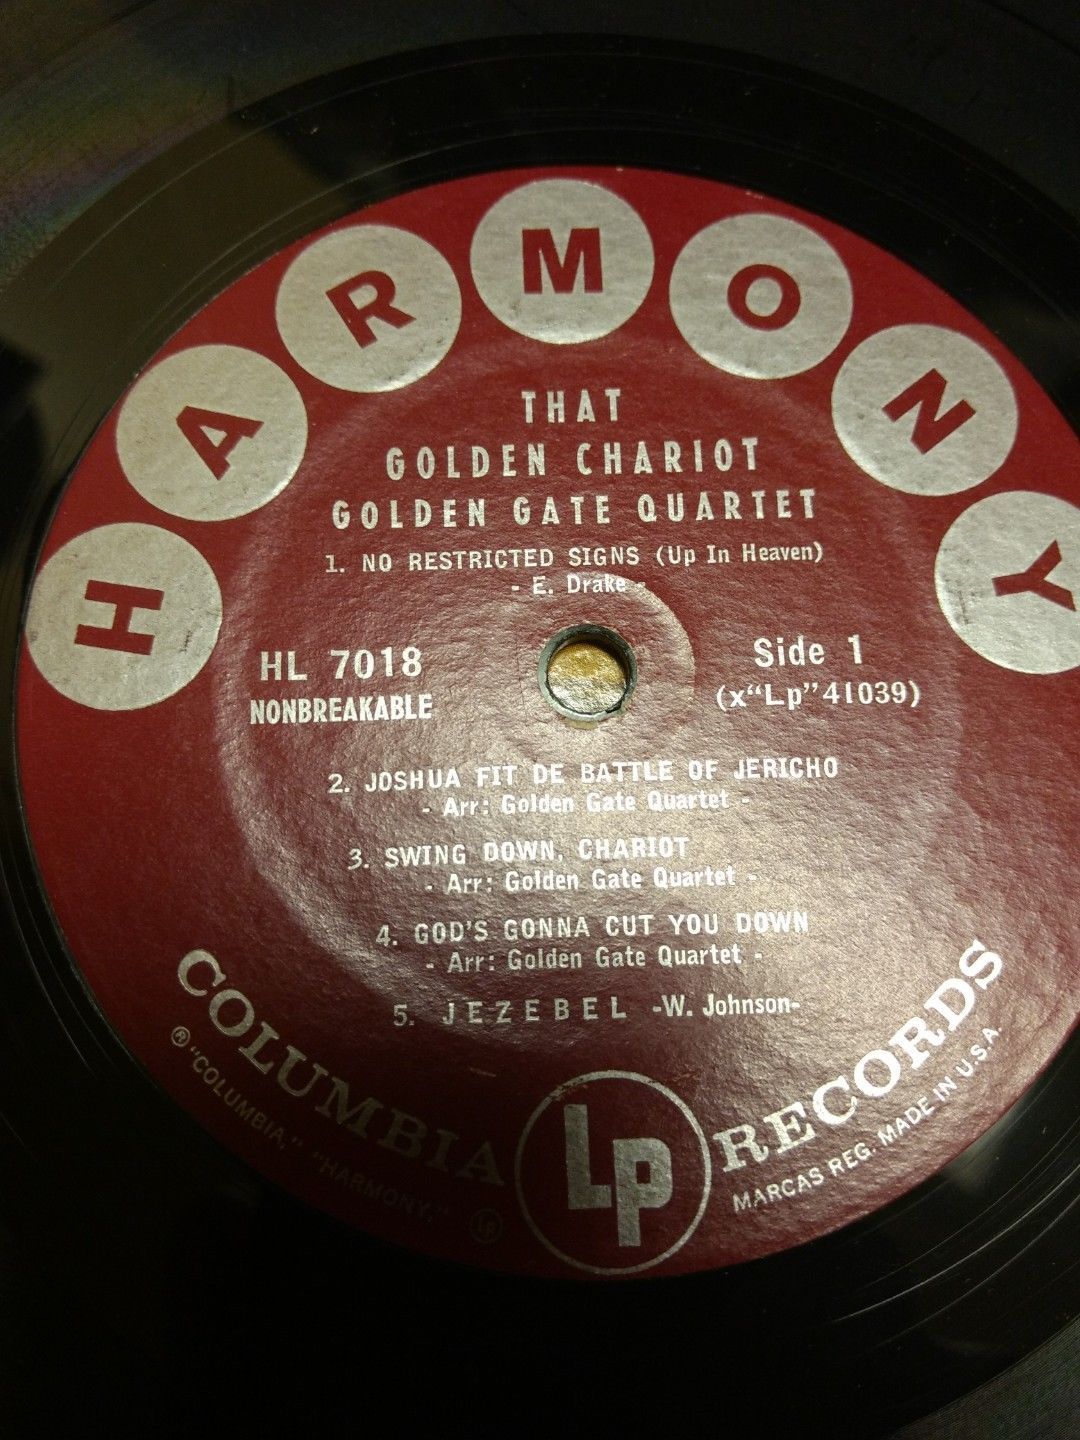 HARMONY
THAT
GOLDEN CHARIOT
GOLDEN GATE QUARTET
1. NO RESTRICTED SIGNS (Up In Heaven)
- E. Drake -
HL 7018
NONBREAKABLE
Side 1
(x“Lp”41039)
2. JOSHUA FIT DE BATTLE OF JERICHO
- Arr: Golden Gate Quartet -
3. SWING DOWN, CHARIOT
- Arr: Golden Gate Quartet -
4. GOD'S GONNA CUT YOU DOWN
- Arr: Golden Gate Quartet -
5. JEZEBEL -W. Johnson-
COLUMBIA LP RECORDS
® "COLUMBIA," "HARMONY," LP MARCAS REG. MADE IN U.S.A.